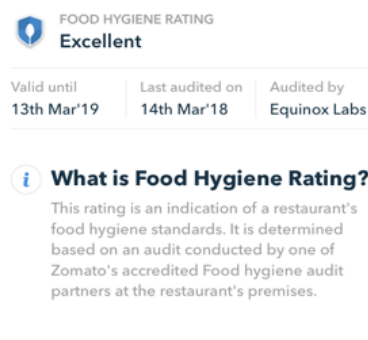 FOOD HYGIENE RATING
Excellent
Valid until
13th Mar'19
Last audited on
14th Mar'18
Audited by
Equinox Labs
i
What is Food Hygiene Rating?
This rating is an indication of a restaurant's
food hygiene standards. It is determined
based on an audit conducted by one of
Zomato's accredited Food hygiene audit
partners at the restaurant's premises.